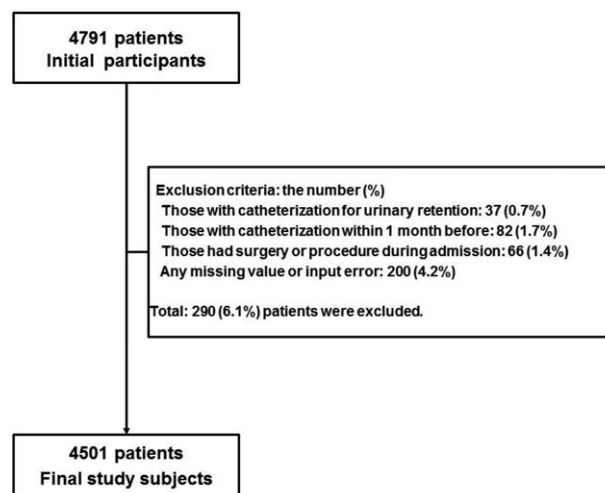 4791 patients
Initial participants
Exclusion criteria: the number (%)
Those with catheterization for urinary retention: 37 (0.7%)
Those with catheterization within 1 month before: 82 (1.7%)
Those had surgery or procedure during admission: 66 (1.4%)
Any missing value or input error: 200 (4.2%)
Total: 290 (6.1%) patients were excluded.
4501 patients
Final study subjects